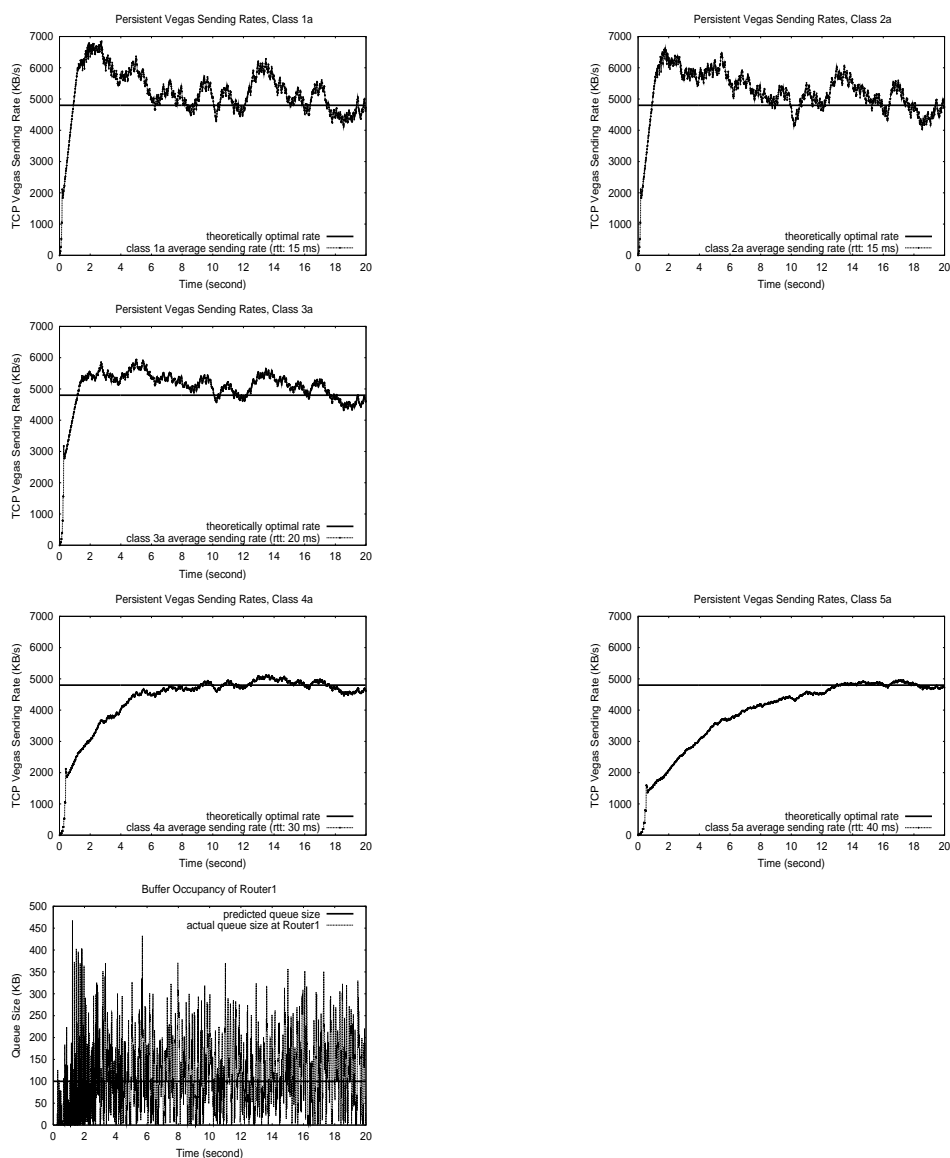 Persistent Vegas Sending Rates, Class 1a
TCP Vegas Sending Rate (KB/s)
7000
6000
5000
4000
3000
2000
1000
0
theoretically optimal rate
class 1a average sending rate (rtt: 15 ms)
0 2 4 6 8 10 12 14 16 18 20
Time (second)
Persistent Vegas Sending Rates, Class 2a
TCP Vegas Sending Rate (KB/s)
7000
6000
5000
4000
3000
2000
1000
0
theoretically optimal rate
class 2a average sending rate (rtt: 15 ms)
0 2 4 6 8 10 12 14 16 18 20
Time (second)
Persistent Vegas Sending Rates, Class 3a
TCP Vegas Sending Rate (KB/s)
7000
6000
5000
4000
3000
2000
1000
0
theoretically optimal rate
class 3a average sending rate (rtt: 20 ms)
0 2 4 6 8 10 12 14 16 18 20
Time (second)
Persistent Vegas Sending Rates, Class 4a
TCP Vegas Sending Rate (KB/s)
7000
6000
5000
4000
3000
2000
1000
0
theoretically optimal rate
class 4a average sending rate (rtt: 30 ms)
0 2 4 6 8 10 12 14 16 18 20
Time (second)
Persistent Vegas Sending Rates, Class 5a
TCP Vegas Sending Rate (KB/s)
7000
6000
5000
4000
3000
2000
1000
0
theoretically optimal rate
class 5a average sending rate (rtt: 40 ms)
0 2 4 6 8 10 12 14 16 18 20
Time (second)
Buffer Occupancy of Router1
Queue Size (KB)
500
450
400
350
300
250
200
150
100
50
0
predicted queue size
actual queue size at Router1
0 2 4 6 8 10 12 14 16 18 20
Time (second)